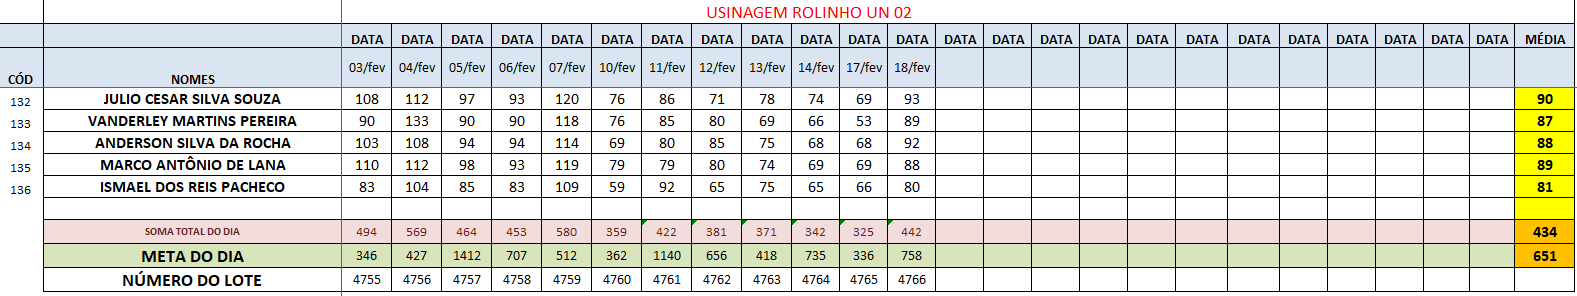 USINAGEM ROLINHO UN 02
DATA DATA DATA DATA DATA DATA DATA DATA DATA DATA DATA DATA DATA DATA DATA DATA DATA DATA DATA DATA DATA DATA DATA DATA MÉDIA
CÓD NOMES 03/fev 04/fev 05/fev 06/fev 07/fev 10/fev 11/fev 12/fev 13/fev 14/fev 17/fev 18/fev
132 JULIO CESAR SILVA SOUZA 108 112 97 93 120 76 86 71 78 74 69 93 90
133 VANDERLEY MARTINS PEREIRA 90 133 90 90 118 76 85 80 69 66 53 89 87
134 ANDERSON SILVA DA ROCHA 103 108 94 94 114 69 80 85 75 68 68 92 88
135 MARCO ANTÔNIO DE LANA 110 112 98 93 119 79 79 80 74 69 69 88 89
136 ISMAEL DOS REIS PACHECO 83 104 85 83 109 59 92 65 75 65 66 80 81
SOMA TOTAL DO DIA 494 569 464 453 580 359 422 381 371 342 325 442 434
META DO DIA 346 427 1412 707 512 362 1140 656 418 735 336 758 651
NÚMERO DO LOTE 4755 4756 4757 4758 4759 4760 4761 4762 4763 4764 4765 4766